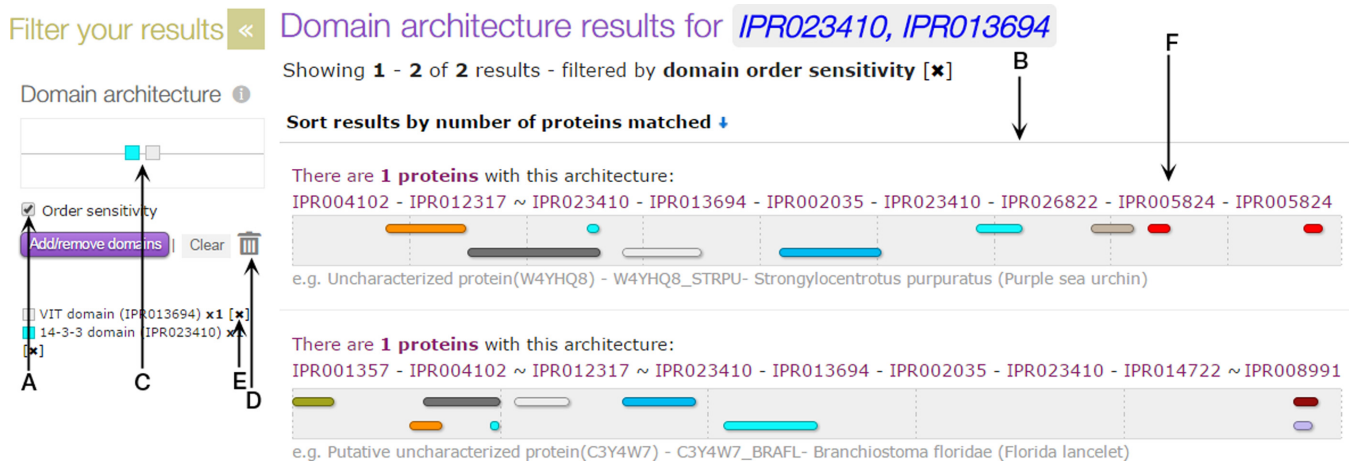 Filter your results «
Domain architecture i
A
Order sensitivity
Add/remove domains | Clear
VIT domain (IPR013694) x1 [✖]
14-3-3 domain (IPR023410) x1
[✖]
C
E
D
Domain architecture results for IPR023410, IPR013694
Showing 1 - 2 of 2 results - filtered by domain order sensitivity [✖]
B
F
Sort results by number of proteins matched
There are 1 proteins with this architecture:
IPR004102 - IPR012317 ~ IPR023410 - IPR013694 - IPR002035 - IPR023410 - IPR026822 - IPR005824 - IPR005824
e.g. Uncharacterized protein(W4YHQ8) - W4YHQ8_STRPU- Strongylocentrotus purpuratus (Purple sea urchin)
There are 1 proteins with this architecture:
IPR001357 - IPR004102 ~ IPR012317 ~ IPR023410 - IPR013694 - IPR002035 - IPR023410 - IPR014722 ~ IPR008991
e.g. Putative uncharacterized protein(C3Y4W7) - C3Y4W7_BRAFL- Branchiostoma floridae (Florida lancelet)